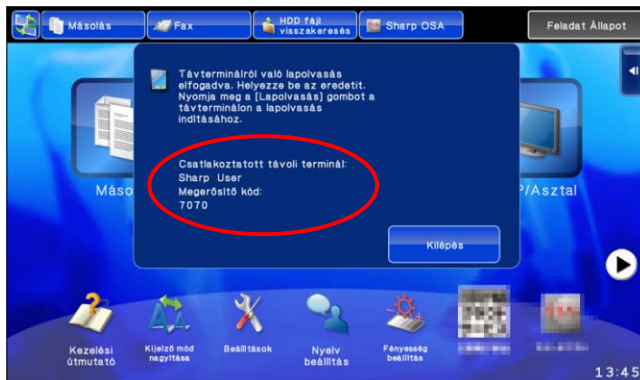 Másolás
Fax
HDD fájl
visszakeresés
Sharp OSA
Feladat Állapot
Távterminálról való lapolvasás
elfogadva. Helyezze be az eredetit.
Nyomja meg a [Lapolvasás] gombot a
távterminálon a lapolvasás
indításához.
Csatlakoztatott távoli terminál:
Sharp User
Megerősítő kód:
7070
Máso
P/Asztal
Kilépés
Kezelési
útmutató
Kijelző mód
nagyítása
Beállítások
Nyelv
beállítás
Fényesség
beállítás
13:45